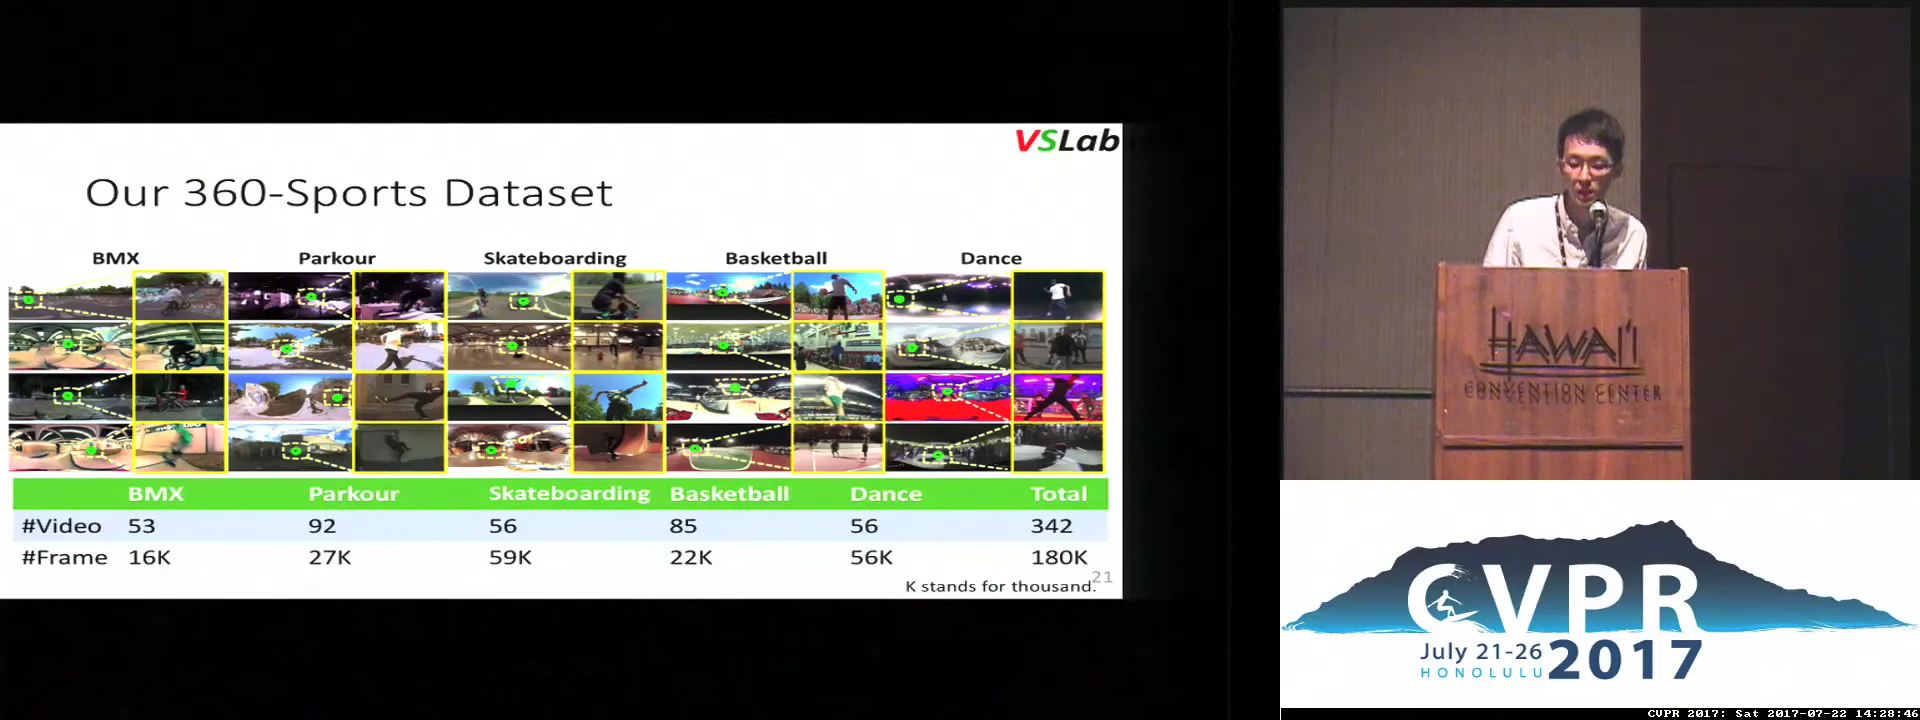 VSLab
Our 360-Sports Dataset
BMX Parkour Skateboarding Basketball Dance
BMX Parkour Skateboarding Basketball Dance Total
#Video 53 92 56 85 56 342
#Frame 16K 27K 59K 22K 56K 180K
K stands for thousand.
21
HAWAI'I
CONVENTION CENTER
CVPR
July 21-26
HONOLULU
2017
CVPR 2017: Sat 2017-07-22 14:28:46